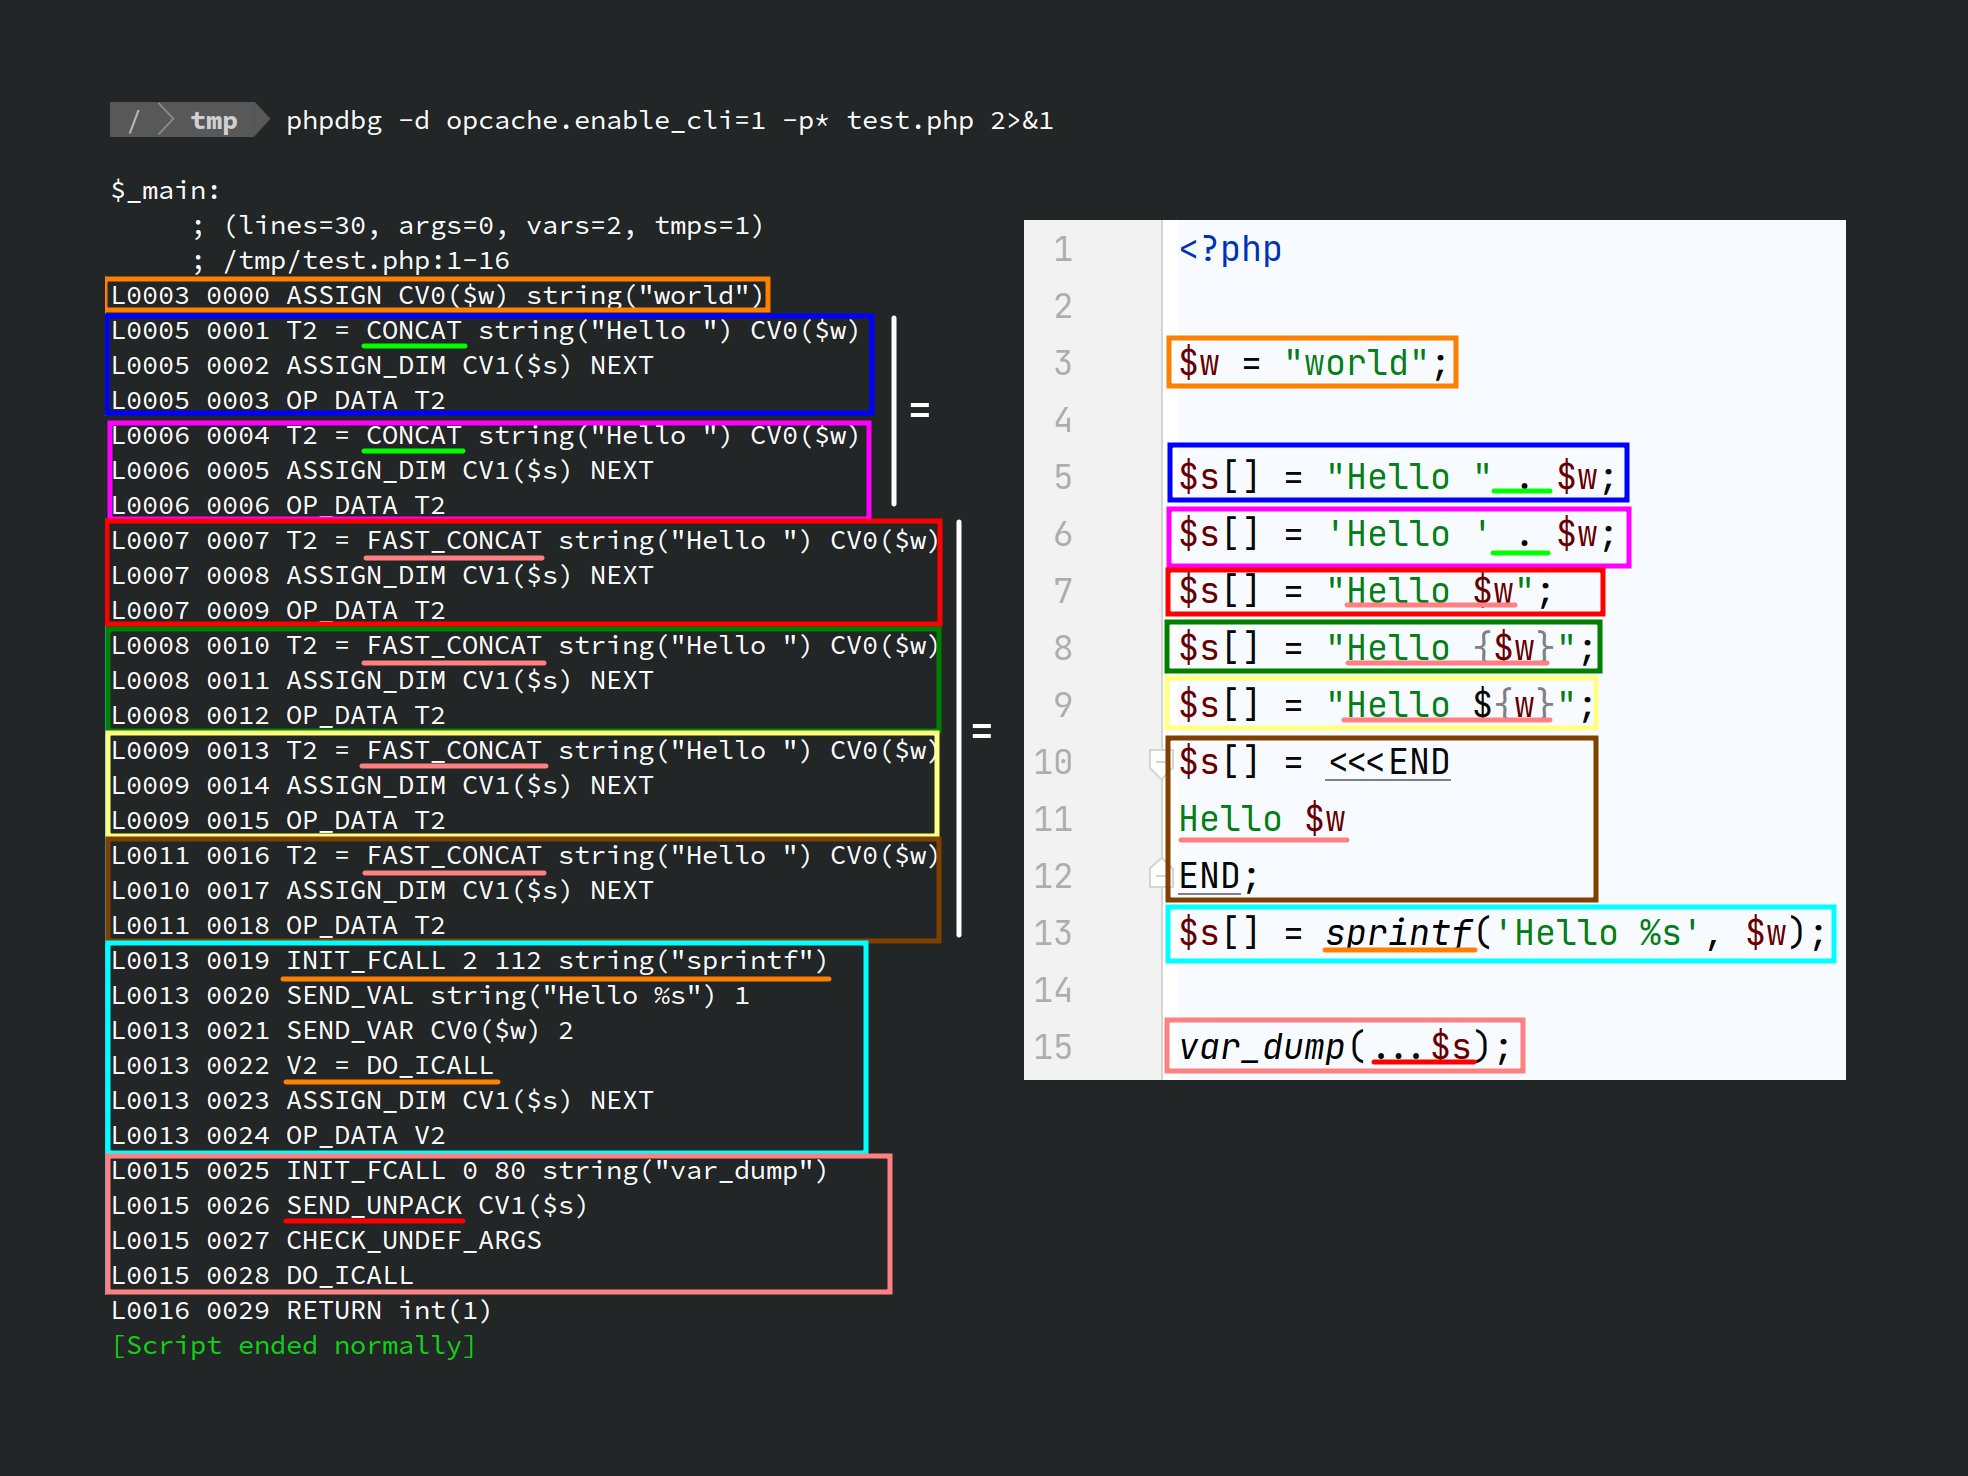 / tmp phpdbg -d opcache.enable_cli=1 -p* test.php 2>&1
$_main:
; (lines=30, args=0, vars=2, tmps=1)
; /tmp/test.php:1-16
L0003 0000 ASSIGN CV0($w) string("world")
L0005 0001 T2 = CONCAT string("Hello ") CV0($w)
L0005 0002 ASSIGN_DIM CV1($s) NEXT
L0005 0003 OP_DATA T2
L0006 0004 T2 = CONCAT string("Hello ") CV0($w)
L0006 0005 ASSIGN_DIM CV1($s) NEXT
L0006 0006 OP_DATA T2
=
L0007 0007 T2 = FAST_CONCAT string("Hello ") CV0($w)
L0007 0008 ASSIGN_DIM CV1($s) NEXT
L0007 0009 OP_DATA T2
L0008 0010 T2 = FAST_CONCAT string("Hello ") CV0($w)
L0008 0011 ASSIGN_DIM CV1($s) NEXT
L0008 0012 OP_DATA T2
L0009 0013 T2 = FAST_CONCAT string("Hello ") CV0($w)
L0009 0014 ASSIGN_DIM CV1($s) NEXT
L0009 0015 OP_DATA T2
L0011 0016 T2 = FAST_CONCAT string("Hello ") CV0($w)
L0010 0017 ASSIGN_DIM CV1($s) NEXT
L0011 0018 OP_DATA T2
=
L0013 0019 INIT_FCALL 2 112 string("sprintf")
L0013 0020 SEND_VAL string("Hello %s") 1
L0013 0021 SEND_VAR CV0($w) 2
L0013 0022 V2 = DO_ICALL
L0013 0023 ASSIGN_DIM CV1($s) NEXT
L0013 0024 OP_DATA V2
L0015 0025 INIT_FCALL 0 80 string("var_dump")
L0015 0026 SEND_UNPACK CV1($s)
L0015 0027 CHECK_UNDEF_ARGS
L0015 0028 DO_ICALL
L0016 0029 RETURN int(1)
[Script ended normally]
1 <?php
2
3 $w = "world";
4
5 $s[] = "Hello " . $w;
6 $s[] = 'Hello ' . $w;
7 $s[] = "Hello $w";
8 $s[] = "Hello {$w}";
9 $s[] = "Hello ${w}";
10 $s[] = <<<END
11 Hello $w
12 END;
13 $s[] = sprintf('Hello %s', $w);
14
15 var_dump(...$s);